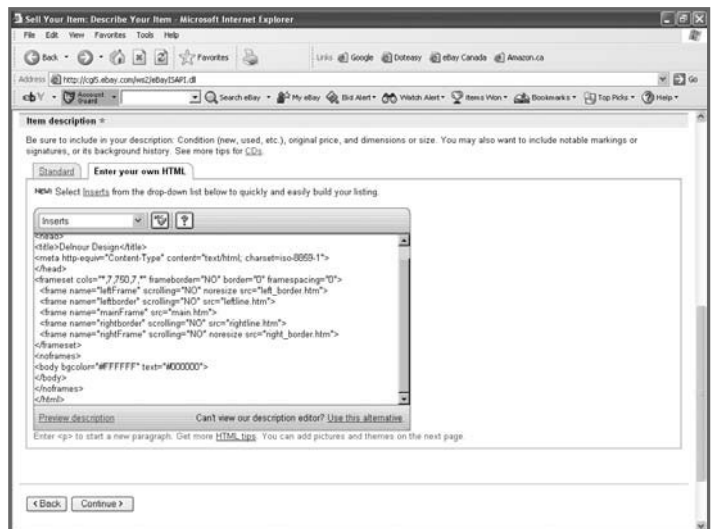 Sell Your Item: Describe Your Item - Microsoft Internet Explorer
File Edit View Favorites Tools Help
Back Favorites Links Google Doteasy eBay Canada Amazon.ca
Address http://cgi5.ebay.com/ws2/eBayISAPI.dll Go
ebY Account Guard Search eBay My eBay Bid Alert Watch Alert Items Won Bookmarks Top Picks Help
Item description *
Be sure to include in your description: Condition (new, used, etc.), original price, and dimensions or size. You may also want to include notable markings or
signatures, or its background history. See more tips for CDs.
Standard Enter your own HTML
NEW! Select Inserts from the drop-down list below to quickly and easily build your listing.
Inserts ABC ?
<head>
<title>Delnour Design</title>
<meta http-equiv="Content-Type" content="text/html; charset=iso-8859-1">
</head>
<frameset cols="*,7,750,7,*" frameborder="NO" border="0" framespacing="0">
<frame name="leftFrame" scrolling="NO" noresize src="left_border.htm">
<frame name="leftborder" scrolling="NO" src="leftline.htm">
<frame name="mainFrame" src="main.htm">
<frame name="rightborder" scrolling="NO" src="rightline.htm">
<frame name="rightFrame" scrolling="NO" noresize src="right_border.htm">
</frameset>
<noframes>
<body bgcolor="#FFFFFF" text="#000000">
</body>
</noframes>
</html>
Preview description Can't view our description editor? Use this alternative
Enter <p> to start a new paragraph. Get more HTML tips. You can add pictures and themes on the next page.
< Back Continue >